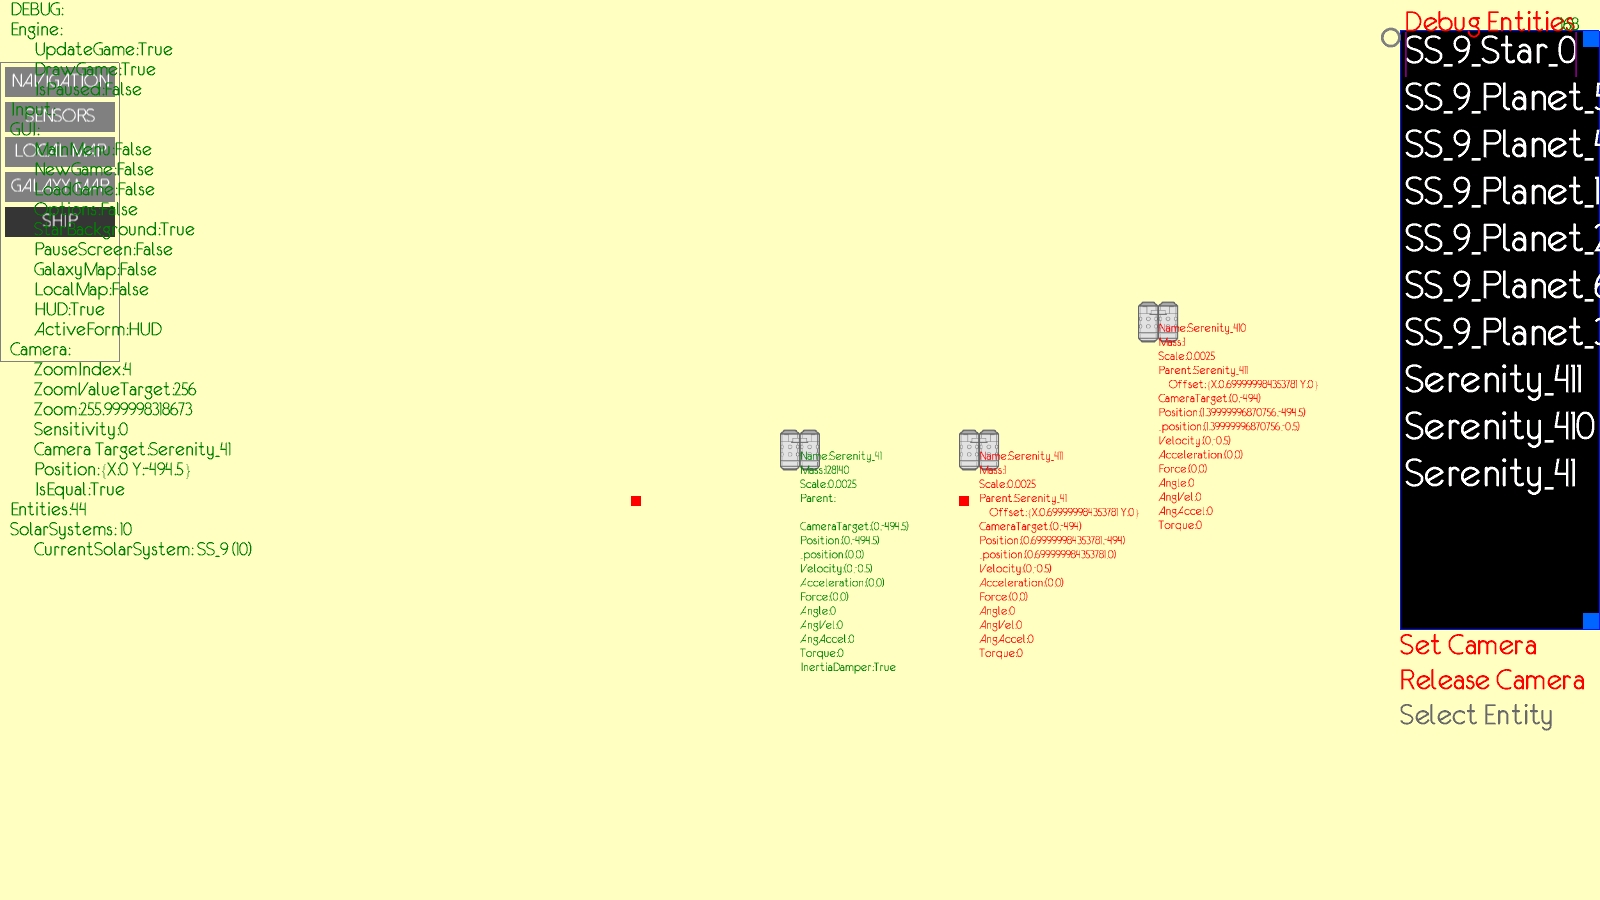 DEBUG:
Engine:
UpdateGame:True
DrawGame:True
IsPaused:False
Input:
GUI:
MainMenu:False
NewGame:False
LoadGame:False
Options:False
StarBackground:True
PauseScreen:False
GalaxyMap:False
LocalMap:False
HUD:True
ActiveForm:HUD
Camera:
ZoomIndex:4
ZoomValueTarget:256
Zoom:255.999998318673
Sensitivity:0
Camera Target:Serenity_41
Position:{X:0 Y:-494.5}
IsEqual:True
Entities:44
SolarSystems: 10
CurrentSolarSystem: SS_9 (10)
NAVIGATION
SENSORS
LOCAL MAP
GALAXY MAP
SHIP
Name:Serenity_41
Mass:128140
Scale:0.0025
Parent:
CameraTarget:(0,-494.5)
Position:(0,-494.5)
_position:(0,0)
Velocity:(0,-0.5)
Acceleration:(0,0)
Force:(0,0)
Angle:0
AngVel:0
AngAccel:0
Torque:0
InertiaDamper:True
Name:Serenity_411
Mass:1
Scale:0.0025
Parent:Serenity_41
Offset: {X:0.699999984353781 Y:0}
CameraTarget:(0,-494)
Position:(0.699999984353781,-494)
_position:(0.699999984353781,0)
Velocity:(0,-0.5)
Acceleration:(0,0)
Force:(0,0)
Angle:0
AngVel:0
AngAccel:0
Torque:0
Name:Serenity_410
Mass:1
Scale:0.0025
Parent:Serenity_411
Offset: {X:0.699999984353781 Y:0}
CameraTarget:(0,-494)
Position:(1.39999996870756,-494.5)
_position:(1.39999996870756,-0.5)
Velocity:(0,-0.5)
Acceleration:(0,0)
Force:(0,0)
Angle:0
AngVel:0
AngAccel:0
Torque:0
Debug Entities
SS_9_Star_0
SS_9_Planet_5
SS_9_Planet_4
SS_9_Planet_1
SS_9_Planet_2
SS_9_Planet_6
SS_9_Planet_3
Serenity_411
Serenity_410
Serenity_41
Set Camera
Release Camera
Select Entity